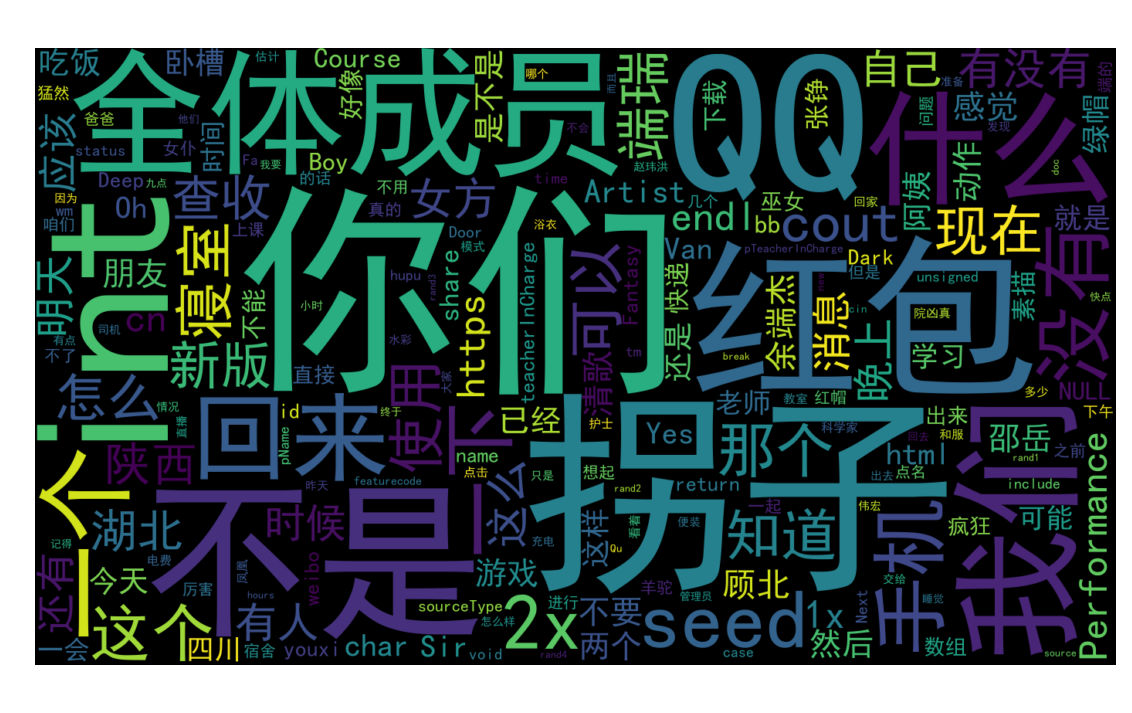 吃饭
卧槽
全体成员
Course
估计
好像
是不是
哪个
而且
端端
QQ
下载
张铮
自己
有没有
准备
端的
猛然
爸爸
他们
什么
感觉
问题
发现
绿帽
应该
status
女仆
时间
Fa
我要
Boy
不会
赵玮洪
阿姨
动作
doc
因为
wm
咱们
Deep
九点
Oh
查收
的话
上课
不用
真的
女方
time
Artist
几个
endl
bb
巫女
cout
回家
现在
就是
int
你们
Door
模式
浴衣
Van
pTeacherInCharge
红包
Dark
但是
unsigned
没有
快点
明天
朋友
cn
寝室
不能
小时
hupu
rand3
share
https
teacherInCharge
可以
Fantasy
还是
快递
tm
new
cin
余端杰
消息
晚上
院凶真
素描
学习
有点
不了
司机
新版
直接
水彩
大家
清歌
break
老师
教室
红帽
NULL
多少
怎么
情况
直播
id
pName
终于
点击
使用
一下
已经
护士
Yes
那个
科学家
回去
出来
和服
下午
一个
陕西
回来
昨天
featurecode
name
只是
想起
return
rand2
html
出去
点名
rand1
邵岳
之前
include
拐子
不是
湖北
时候
这么
充电
这样
Qu
看着
便装
一起
知道
伟宏
手机
疯狂
可能
我们
Performance
还有
记得
今天
电费
厉害
凤凰
weibo
hours
游戏
sourceType
怎么样
进行
羊驼
管理员
顾北
交给
睡觉
Next
一会
这个
四川
有人
宿舍
youxi
char
Sir
void
2x
rand4
不要
两个
seed
case
1x
然后
数组
source